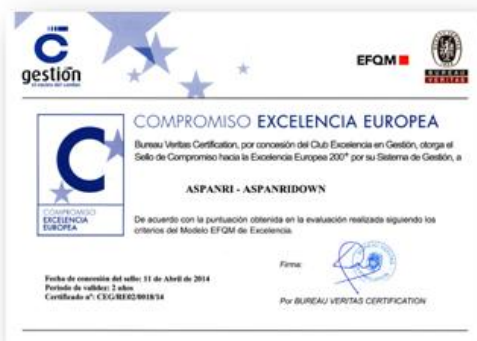 C
gestión
EFQM
BUREAU
VERITAS
COMPROMISO EXCELENCIA EUROPEA
Bureau Veritas Certification, por concesión del Club Excelencia en Gestión, otorga el
Sello de Compromiso hacia la Excelencia Europea 200+ por su Sistema de Gestión, a
ASPANRI - ASPANRIDOWN
C
COMPROMISO
EXCELENCIA
EUROPEA
De acuerdo con la puntuación obtenida en la evaluación realizada siguiendo los
criterios del Modelo EFQM de Excelencia.
Firma:
Fecha de concesión del sello: 11 de Abril de 2014
Periodo de validez: 2 años
Certificado nº: CEG/RE02/0018/14
Por BUREAU VERITAS CERTIFICATION